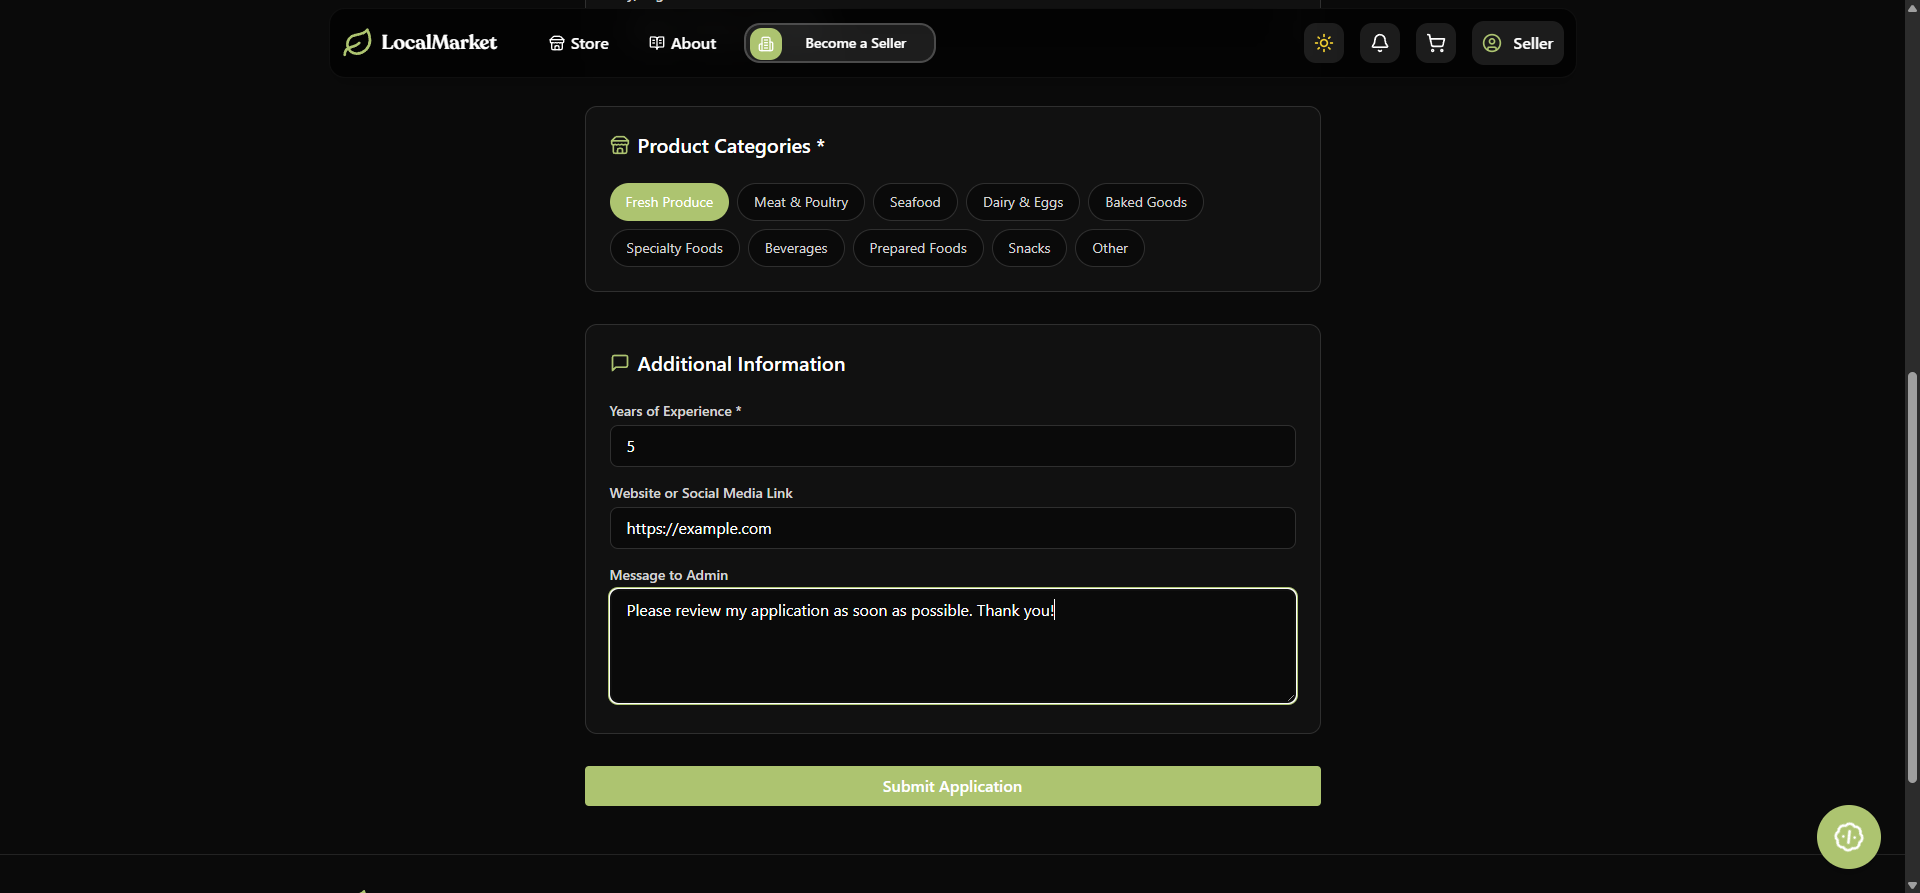 LocalMarket
Store
About
Become a Seller
Seller
Product Categories *
Fresh Produce
Meat & Poultry
Seafood
Dairy & Eggs
Baked Goods
Specialty Foods
Beverages
Prepared Foods
Snacks
Other
Additional Information
Years of Experience *
5
Website or Social Media Link
https://example.com
Message to Admin
Please review my application as soon as possible. Thank you!
Submit Application